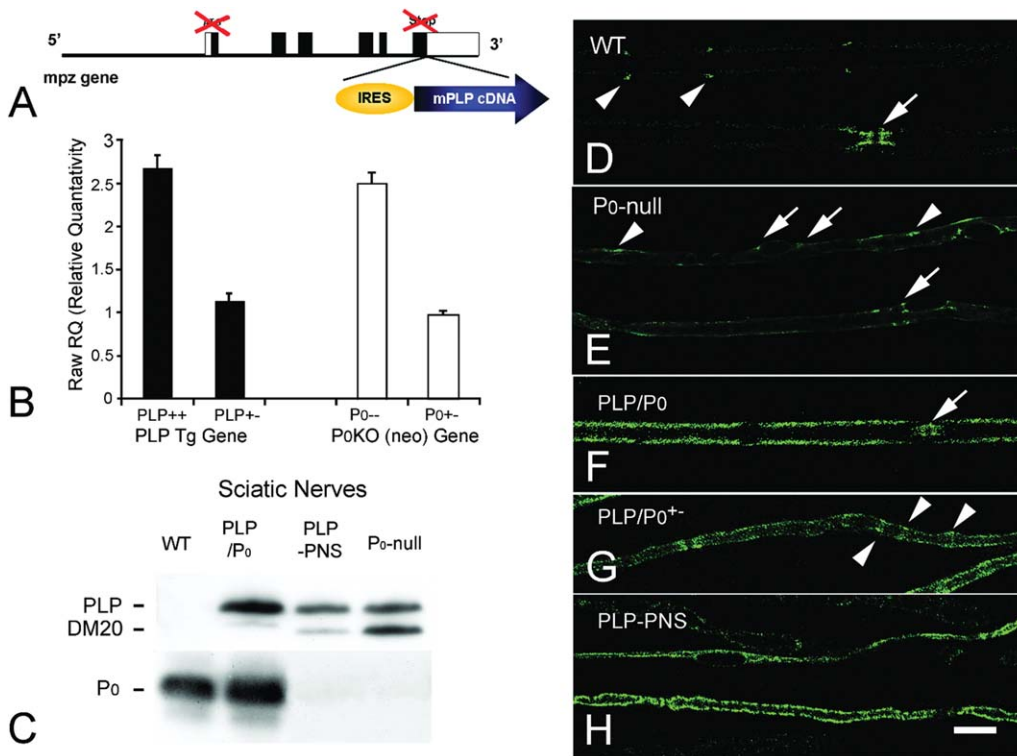 5' Stop 3'
mpz gene
IRES mPLP cDNA
A
Raw RQ (Relative Quantativity
3
2.5
2
1.5
1
0.5
0
PLP++ PLP+- P0-- P0+-
PLP Tg Gene P0KO (neo) Gene
B
Sciatic Nerves
WT PLP /P0 PLP -PNS P0-null
PLP -
DM20 -
P0 -
C
WT
D
P0-null
E
PLP/P0
F
PLP/P0+-
G
PLP-PNS
H